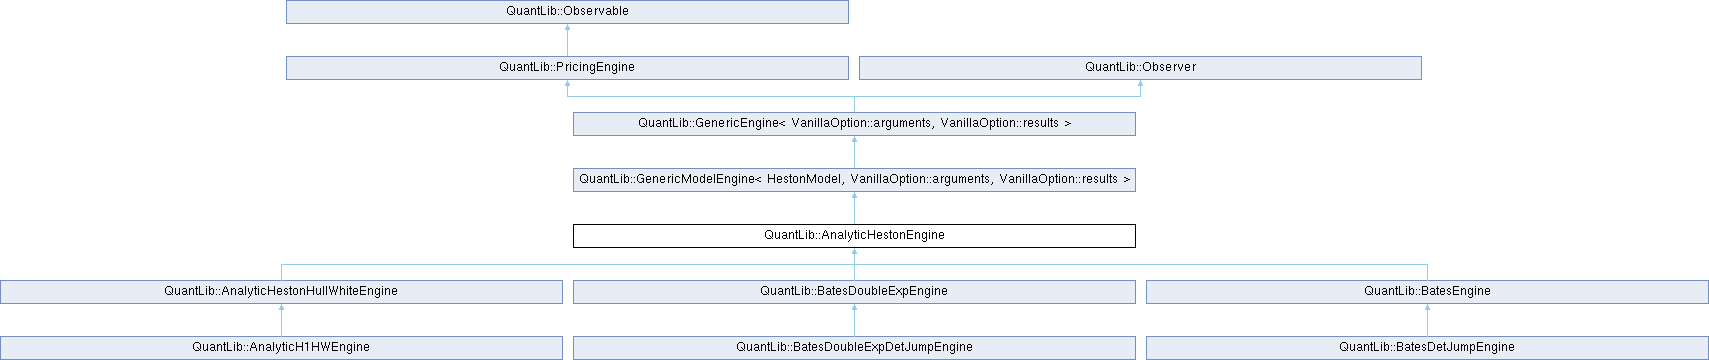 QuantLib::Observable
QuantLib::PricingEngine
QuantLib::Observer
QuantLib::GenericEngine< VanillaOption::arguments, VanillaOption::results >
QuantLib::GenericModelEngine< HestonModel, VanillaOption::arguments, VanillaOption::results >
QuantLib::AnalyticHestonEngine
QuantLib::AnalyticHestonHullWhiteEngine
QuantLib::BatesDoubleExpEngine
QuantLib::BatesEngine
QuantLib::AnalyticH1HWEngine
QuantLib::BatesDoubleExpDetJumpEngine
QuantLib::BatesDetJumpEngine